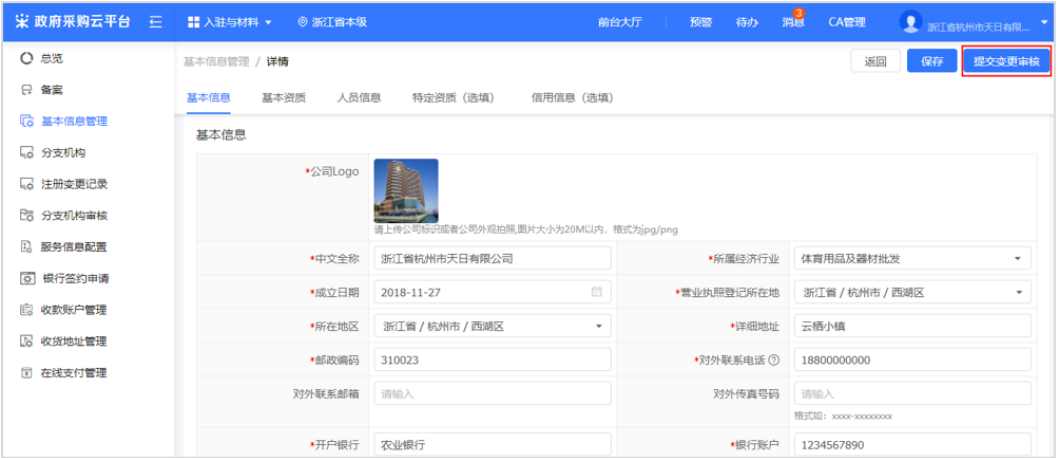 政府采购云平台 入驻与材料 浙江省本级 前台大厅 预警 待办 消息 3 CA管理 浙江省杭州市天日有限...
总览
备案
基本信息管理
分支机构
注册变更记录
分支机构审核
服务信息配置
银行签约申请
收款账户管理
收货地址管理
在线支付管理
基本信息管理 / 详情 返回 保存 提交变更审核
基本信息 基本资质 人员信息 特定资质（选填） 信用信息（选填）
基本信息
*公司Logo
请上传公司标识或者公司外观拍照,图片大小为20M以内，格式为jpg/png
*中文全称 浙江省杭州市天日有限公司 *所属经济行业 体育用品及器材批发
*成立日期 2018-11-27 *营业执照登记所在地 浙江省 / 杭州市 / 西湖区
*所在地区 浙江省 / 杭州市 / 西湖区 *详细地址 云栖小镇
*邮政编码 310023 *对外联系电话 18800000000
对外联系邮箱 请输入 对外传真号码 请输入
格式如：xxxx-xxxxxxxx
*开户银行 农业银行 *银行账户 1234567890